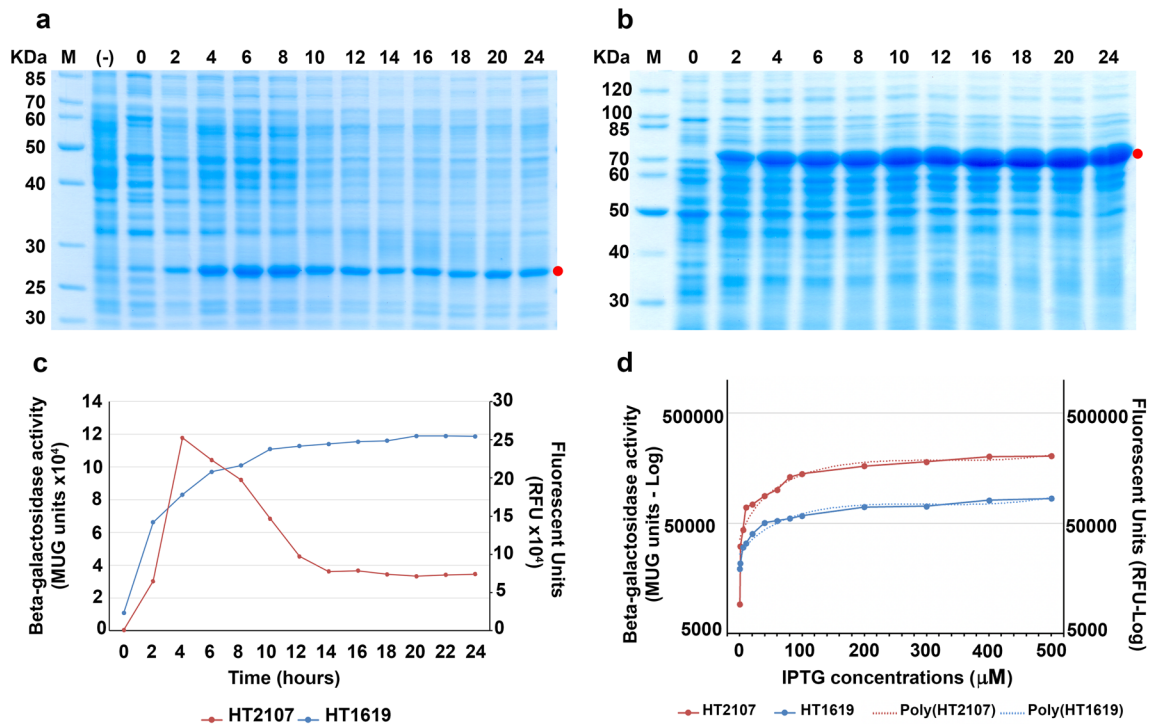 a
KDa M (-) 0 2 4 6 8 10 12 14 16 18 20 24
85
70
60
50
40
30
25
30
b
KDa M 0 2 4 6 8 10 12 16 18 20 24
120
100
85
70
60
50
40
30
c
Beta-galactosidase activity
(MUG units x10⁴)
14
12
10
8
6
4
2
0
30
25
20
15
10
5
0
Fluorescent Units
(RFU x10⁴)
0 2 4 6 8 10 12 14 16 18 20 22 24
Time (hours)
HT2107 HT1619
d
Beta-galactosidase activity
(MUG units - Log)
500000
50000
5000
500000
50000
5000
Fluorescent Units (RFU-Log)
0 100 200 300 400 500
IPTG concentrations (μM)
HT2107 HT1619 Poly(HT2107) Poly(HT1619)